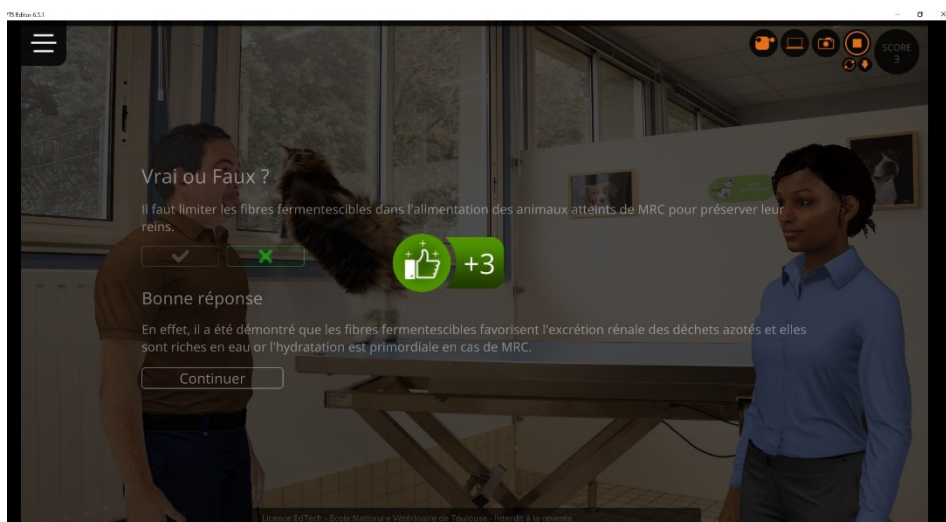 VTS Editor 6.5.1
SCORE
3
Vrai ou Faux ?
Il faut limiter les fibres fermentescibles dans l'alimentation des animaux atteints de MRC pour préserver leur
reins.
+3
Bonne réponse
En effet, il a été démontré que les fibres fermentescibles favorisent l'excrétion rénale des déchets azotés et elles
sont riches en eau or l'hydratation est primordiale en cas de MRC.
Continuer
Licence EdTech - École Nationale Vétérinaire de Toulouse - Interdit à la revente